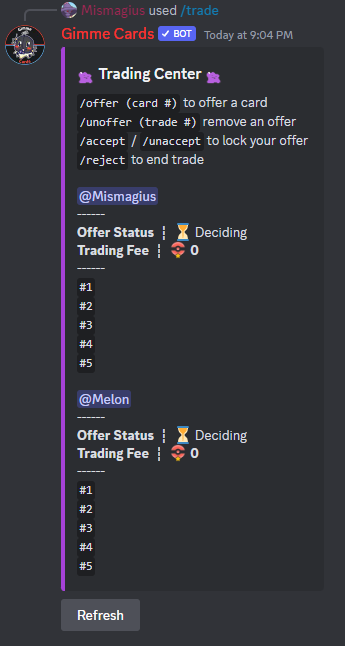 Mismagius used /trade
Gimme Cards ✓ BOT Today at 9:04 PM
Trading Center
/offer (card #) to offer a card
/unoffer (trade #) remove an offer
/accept / /unaccept to lock your offer
/reject to end trade
@Mismagius
------
Offer Status ¦ ⏳ Deciding
Trading Fee ¦ 0
------
#1
#2
#3
#4
#5
@Melon
------
Offer Status ¦ ⏳ Deciding
Trading Fee ¦ 0
------
#1
#2
#3
#4
#5
Refresh